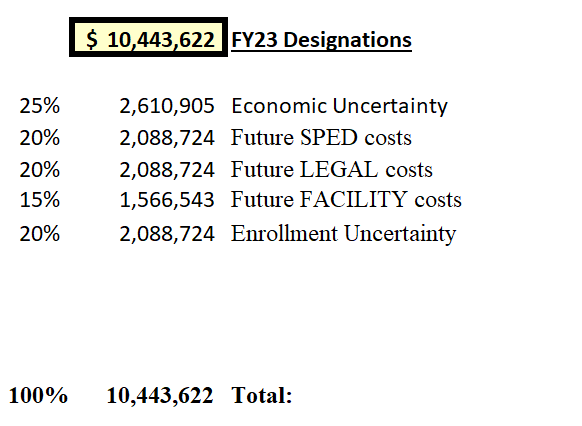 $ 10,443,622 FY23 Designations
25% 2,610,905 Economic Uncertainty
20% 2,088,724 Future SPED costs
20% 2,088,724 Future LEGAL costs
15% 1,566,543 Future FACILITY costs
20% 2,088,724 Enrollment Uncertainty
100% 10,443,622 Total: